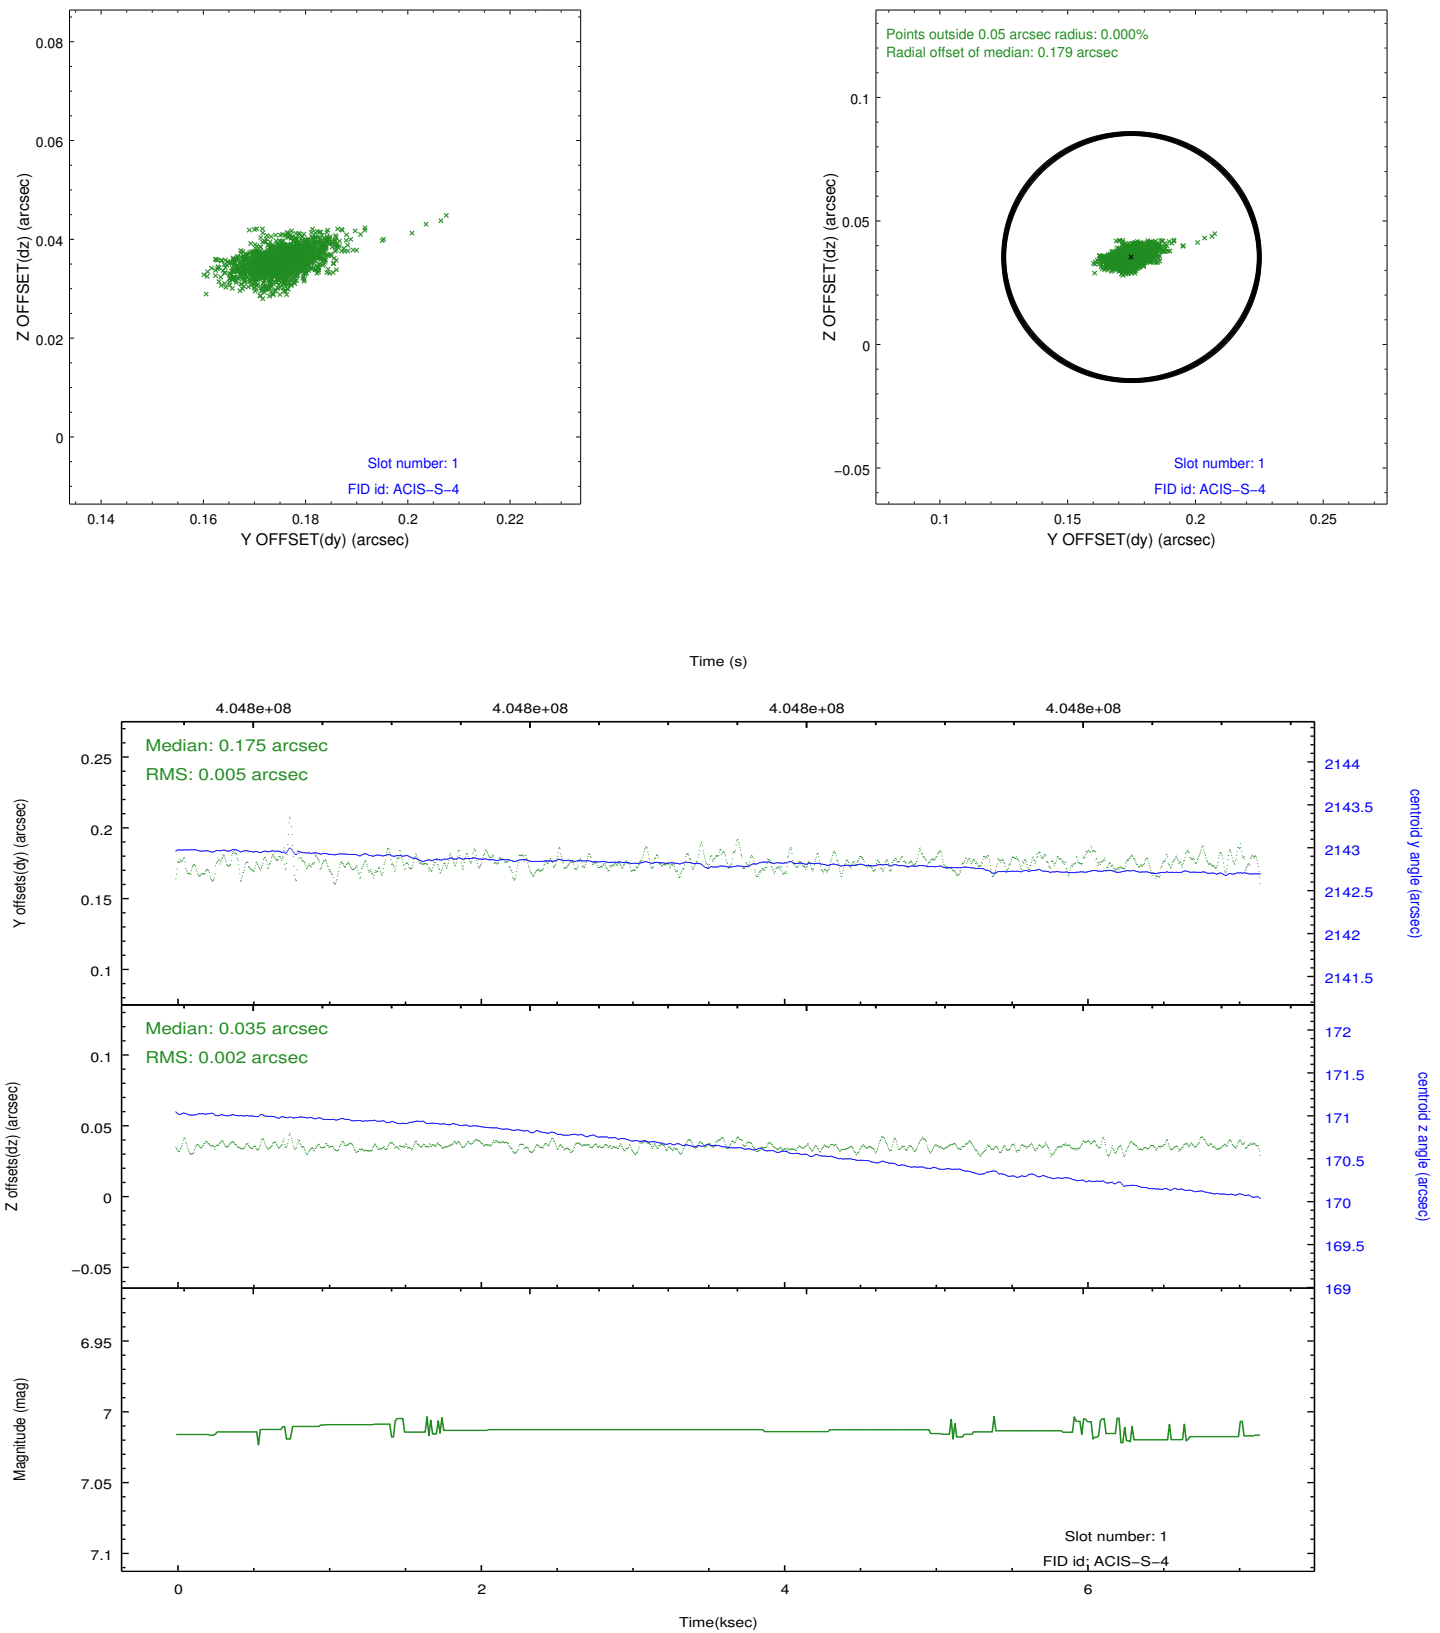 0.08
0.06
0.04
0.02
0
Z OFFSET(dz) (arcsec)
Slot number: 1
FID id: ACIS−S−4
0.14 0.16 0.18 0.2 0.22
Y OFFSET(dy) (arcsec)
Points outside 0.05 arcsec radius: 0.000%
Radial offset of median: 0.179 arcsec
0.1
0.05
0
−0.05
Z OFFSET(dz) (arcsec)
Slot number: 1
FID id: ACIS−S−4
0.1 0.15 0.2 0.25
Y OFFSET(dy) (arcsec)
Time (s)
4.048e+08 4.048e+08 4.048e+08 4.048e+08
Median: 0.175 arcsec
RMS: 0.005 arcsec
0.25
0.2
0.15
0.1
Y offsets(dy) (arcsec)
2144
2143.5
2143
2142.5
2142
2141.5
centroid y angle (arcsec)
Median: 0.035 arcsec
RMS: 0.002 arcsec
0.1
0.05
0
−0.05
Z offsets(dz) (arcsec)
172
171.5
171
170.5
170
169.5
169
centroid z angle (arcsec)
6.95
7
7.05
7.1
Magnitude (mag)
Slot number: 1
FID id: ACIS−S−4
0 2 4 6
Time(ksec)